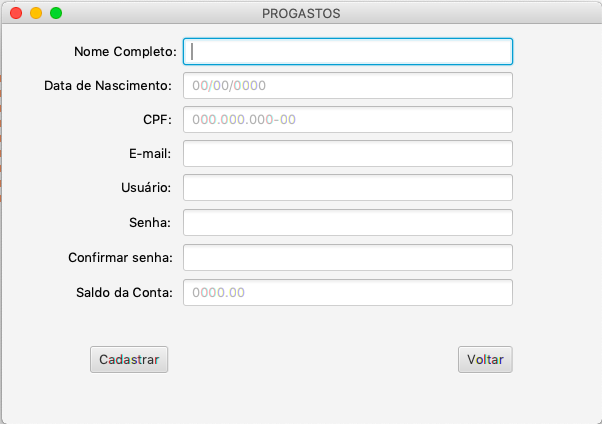 PROGASTOS
Nome Completo:
Data de Nascimento: 00/00/0000
CPF: 000.000.000-00
E-mail:
Usuário:
Senha:
Confirmar senha:
Saldo da Conta: 0000.00
Cadastrar Voltar